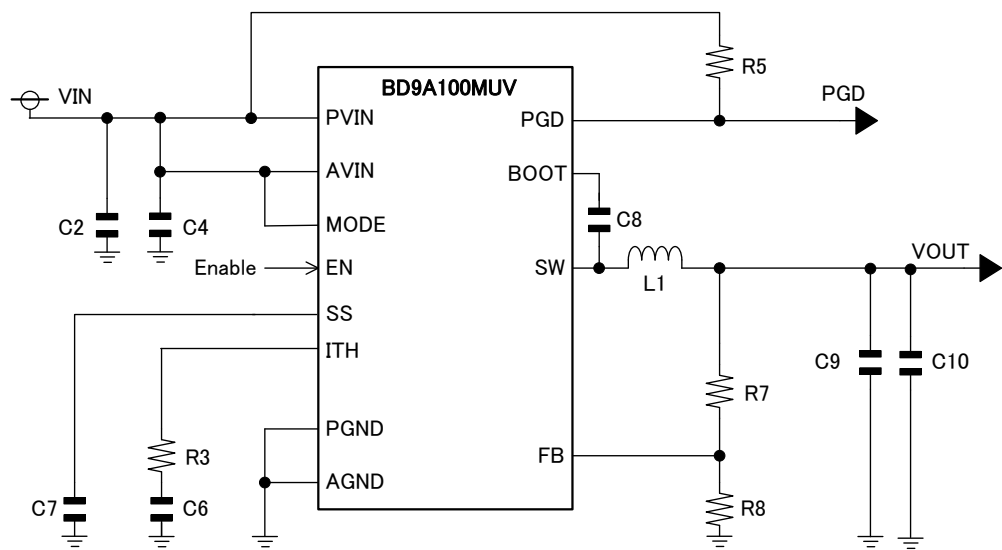 BD9A100MUV
VIN
R5
PGD
PVIN
PGD
AVIN
BOOT
C2
C4
MODE
C8
Enable
EN
SW
L1
VOUT
SS
ITH
C9
C10
R7
PGND
R3
FB
AGND
C7
C6
R8